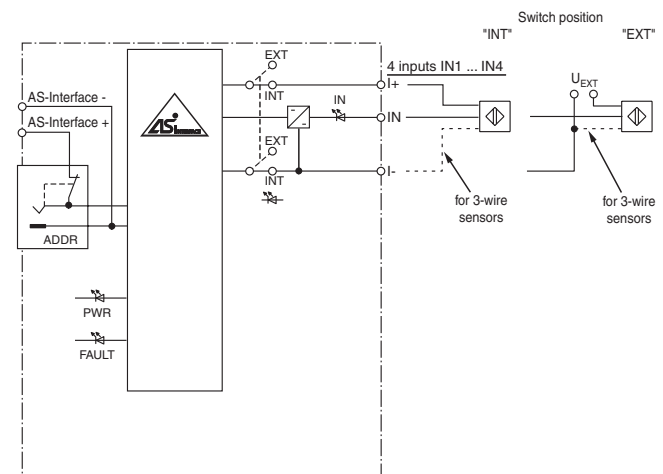 Switch position
"INT" "EXT"
EXT
4 inputs IN1 ... IN4
UEXT
AS-Interface -
I+
INT
IN
AS-Interface +
IN
EXT
I-
INT
for 3-wire
sensors
for 3-wire
sensors
ADDR
PWR
FAULT